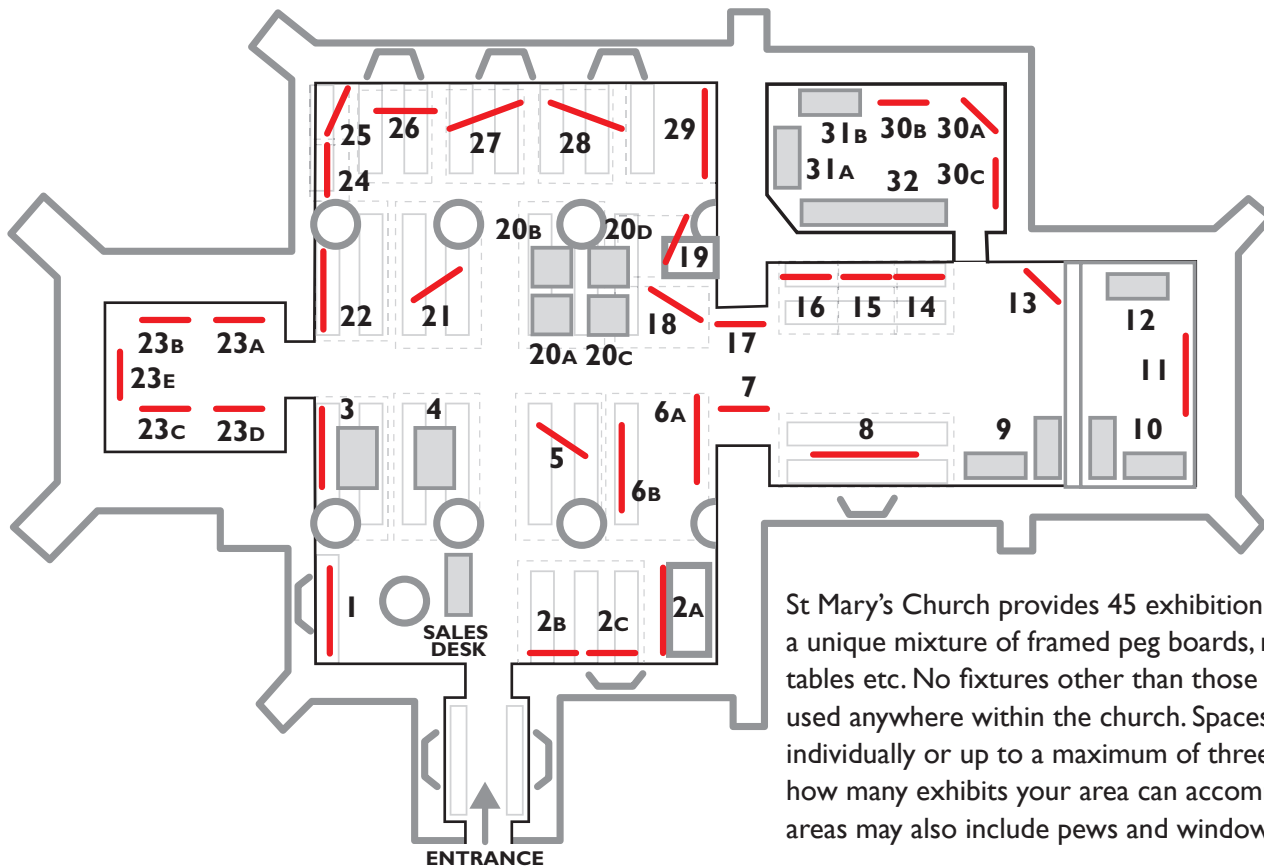 31B 30B 30A
25 26 27 28 29
31A 32 30C
24
20B 20D
19
22 21 18 16 15 14 13 12
23B 23A 20A 20C 17
23E 7 11
23C 23D 3 4 6A 8 9 10
5 6B
1 2B 2C 2A
SALES
DESK
ENTRANCE
St Mary's Church provides 45 exhibition
a unique mixture of framed peg boards,
tables etc. No fixtures other than those
used anywhere within the church. Spaces
individually or up to a maximum of three
how many exhibits your area can accom
areas may also include pews and window